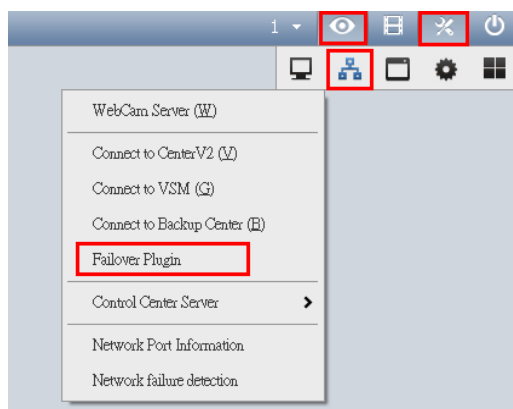 1
WebCam Server (W)
Connect to CenterV2 (V)
Connect to VSM (G)
Connect to Backup Center (B)
Failover Plugin
Control Center Server
Network Port Information
Network failure detection